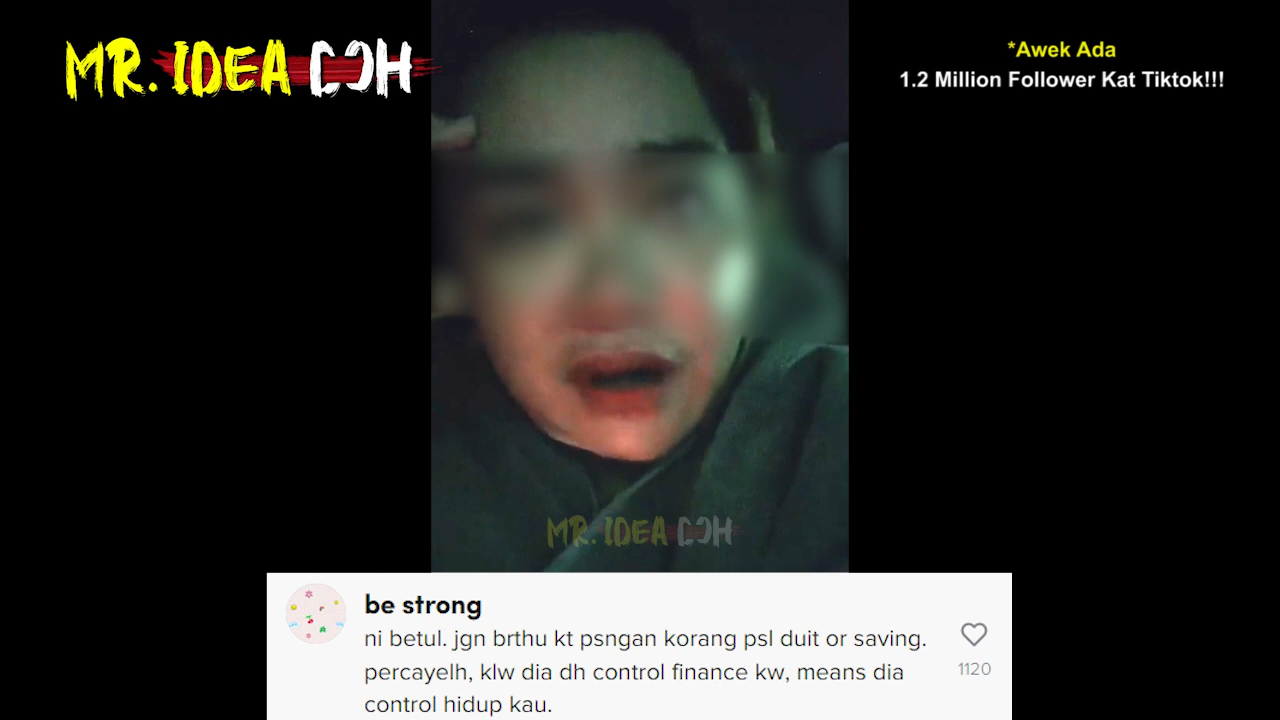 MR. IDEA COH
*Awek Ada
1.2 Million Follower Kat Tiktok!!!
MR. IDEA COH
be strong
ni betul. jgn brthu kt psngan korang psl duit or saving.
percayelh, klw dia dh control finance kw, means dia
control hidup kau.
1120